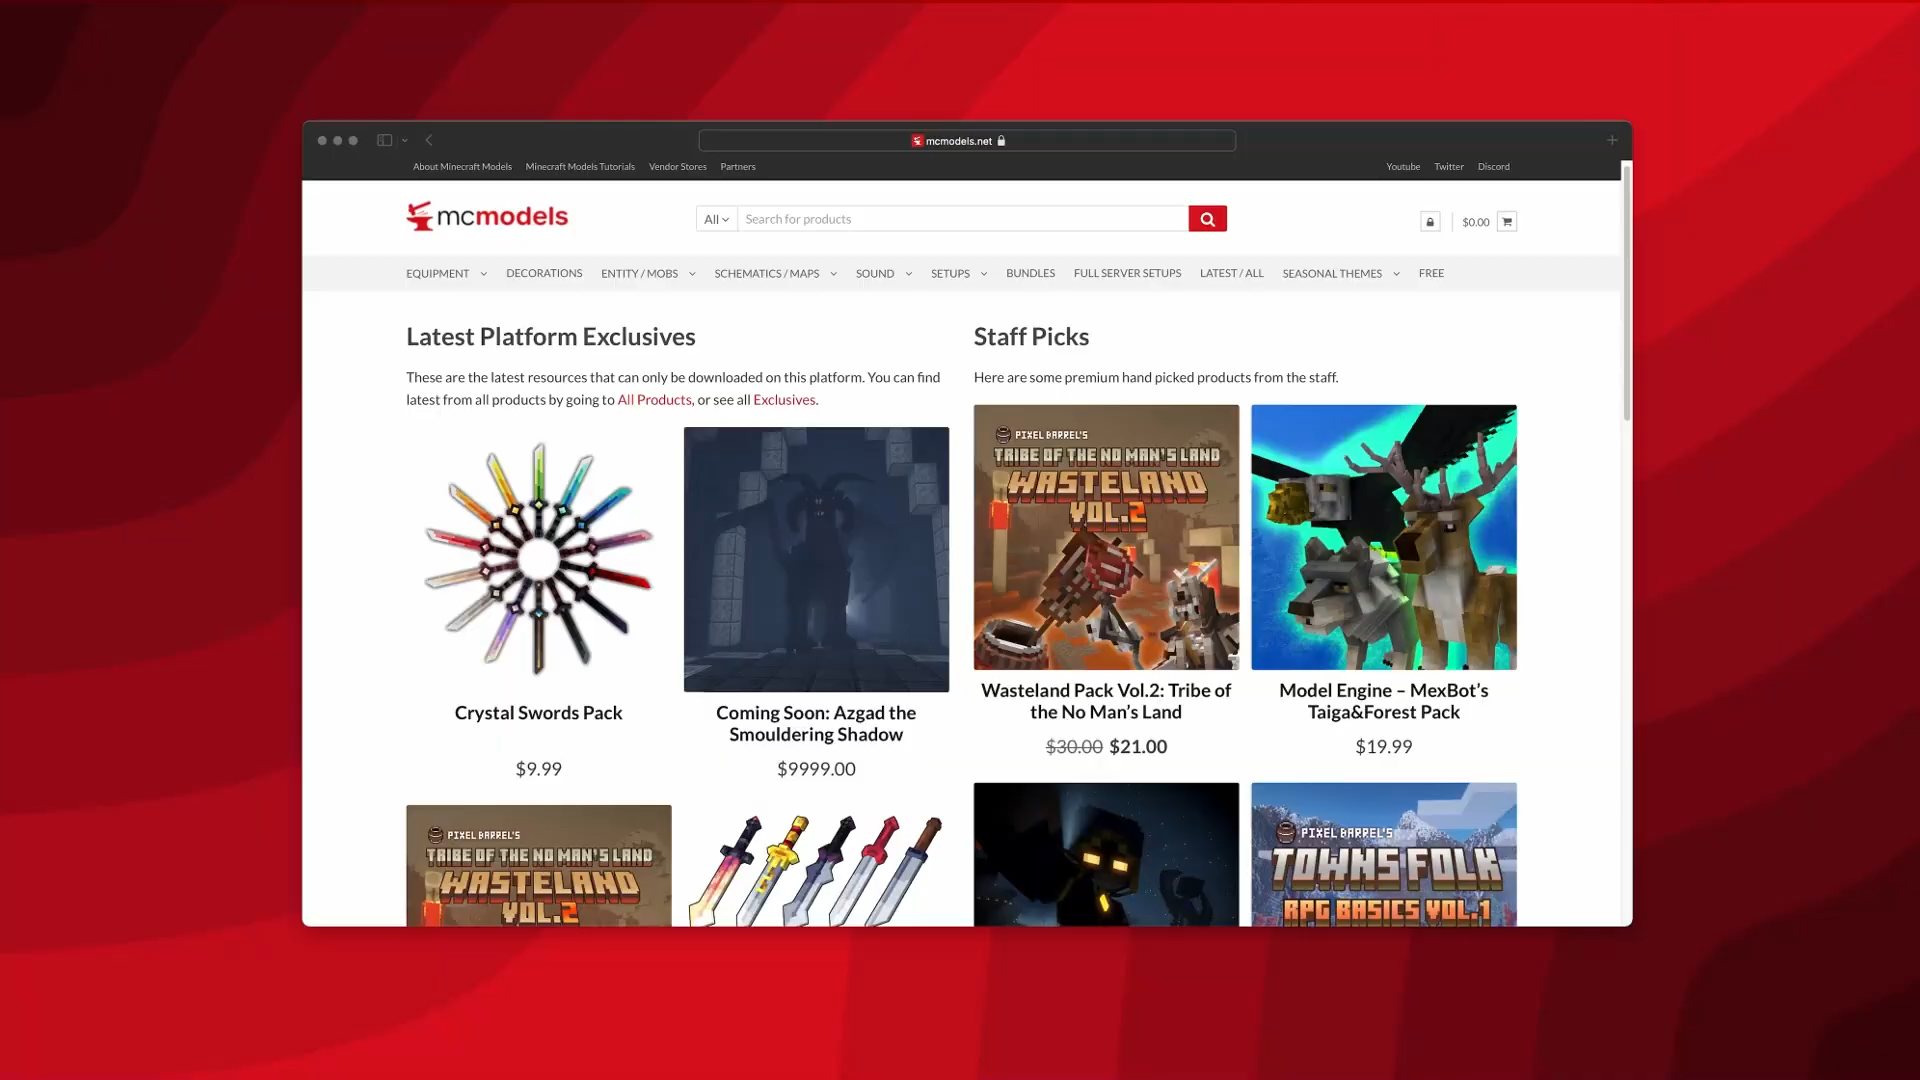 mcmodels.net
About Minecraft Models Minecraft Models Tutorials Vendor Stores Partners Youtube Twitter Discord
mcmodels
All Search for products
$0.00
EQUIPMENT DECORATIONS ENTITY / MOBS SCHEMATICS / MAPS SOUND SETUPS BUNDLES FULL SERVER SETUPS LATEST / ALL SEASONAL THEMES FREE
Latest Platform Exclusives
These are the latest resources that can only be downloaded on this platform. You can find
latest from all products by going to All Products, or see all Exclusives.
Crystal Swords Pack
$9.99
Coming Soon: Azgad the
Smouldering Shadow
$9999.00
PIXEL BARREL'S
TRIBE OF THE NO MAN'S LAND
WASTELAND
VOL.2
Staff Picks
Here are some premium hand picked products from the staff.
PIXEL BARREL'S
TRIBE OF THE NO MAN'S LAND
WASTELAND
VOL.2
Wasteland Pack Vol.2: Tribe of
the No Man’s Land
$30.00 $21.00
Model Engine – MexBot’s
Taiga&Forest Pack
$19.99
PIXEL BARREL'S
TOWNS FOLK
RPG BASICS VOL.1